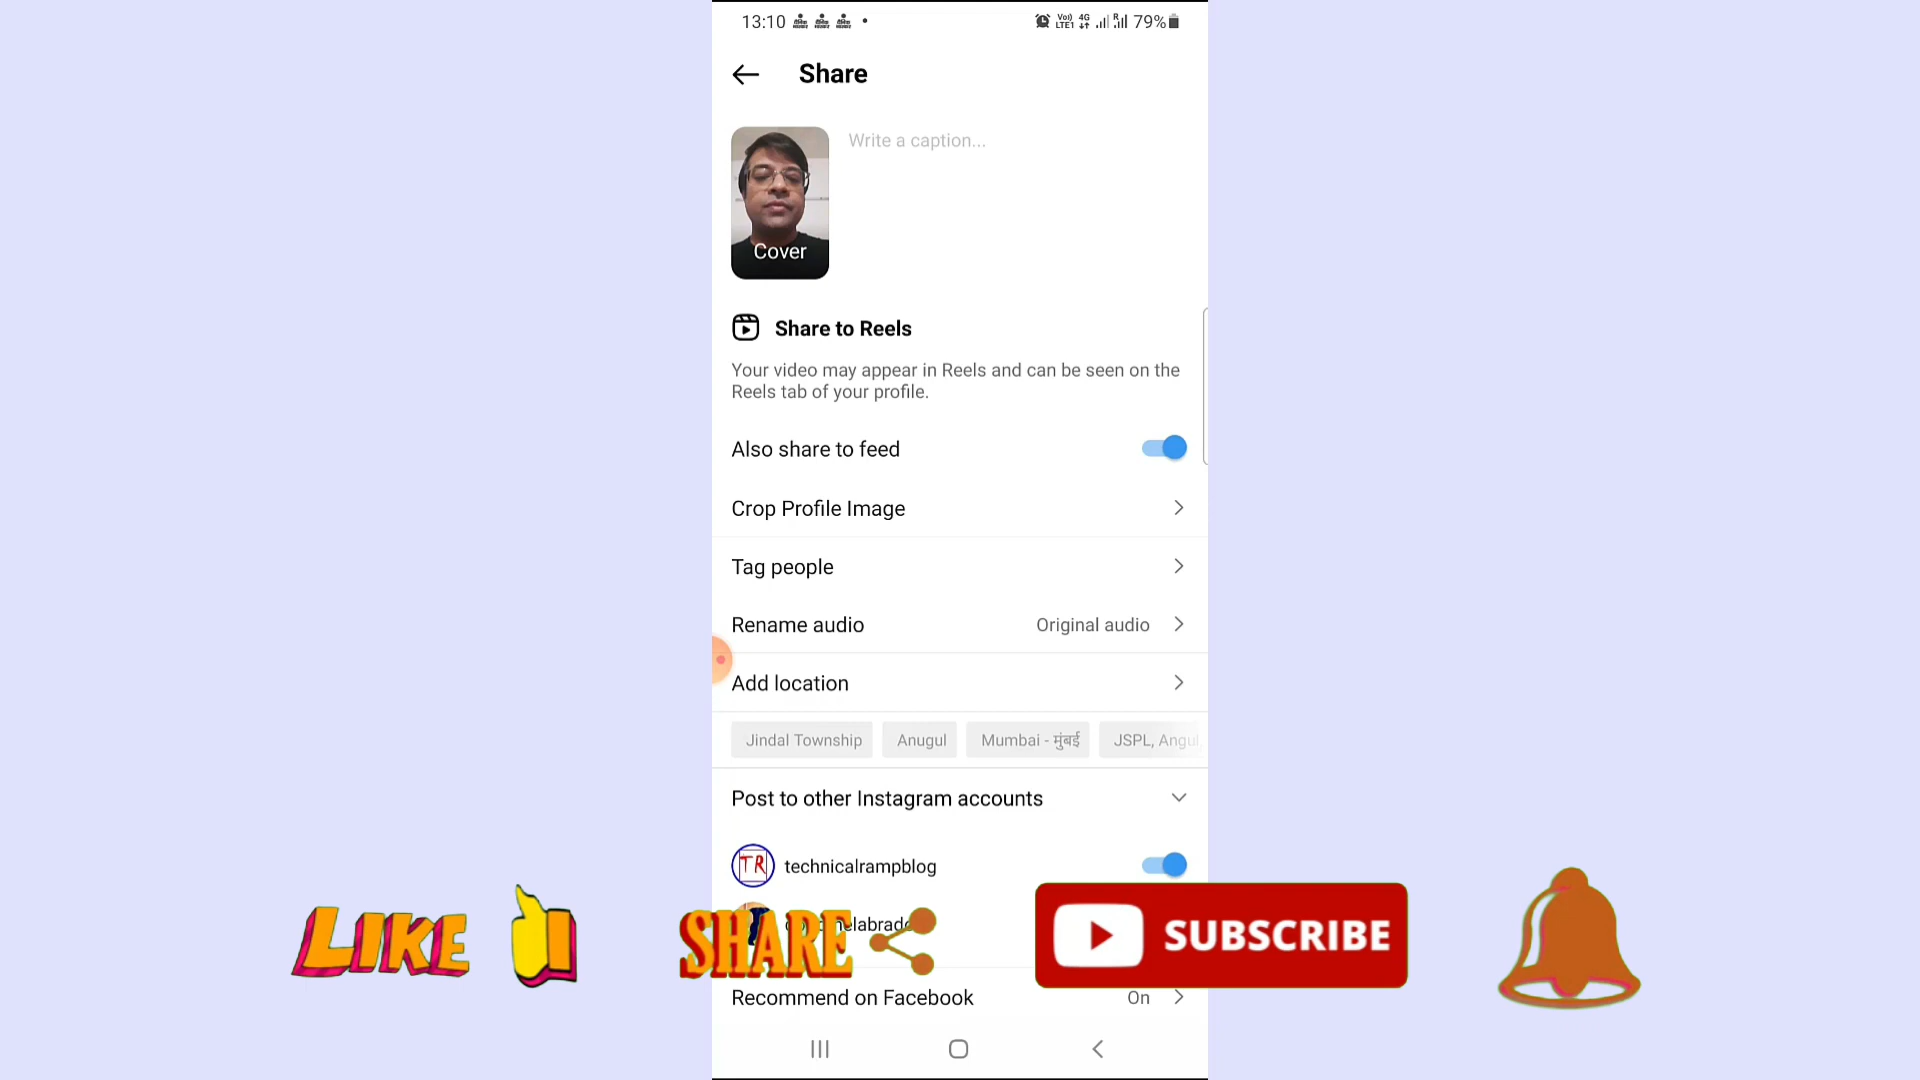 13:10 Vo) LTE1 4G R 79%
Share
Write a caption...
Cover
Share to Reels
Your video may appear in Reels and can be seen on the
Reels tab of your profile.
Also share to feed
Crop Profile Image
Tag people
Rename audio Original audio
Add location
Jindal Township Anugul Mumbai - मुंबई JSPL, Angul,
Post to other Instagram accounts
TR technicalrampblog
LIKE SHARE SUBSCRIBE
Recommend on Facebook On